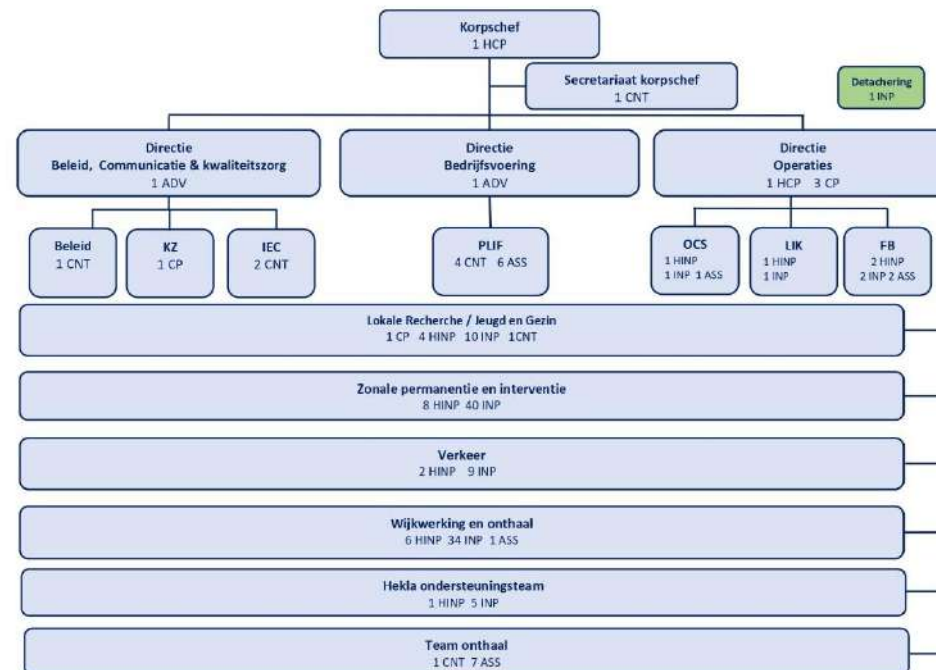 Korpschef
1 HCP
Secretariaat korpschef
1 CNT
Detachering
1 INP
Directie
Beleid, Communicatie & kwaliteitszorg
1 ADV
Directie
Bedrijfsvoering
1 ADV
Directie
Operaties
1 HCP 3 CP
Beleid
1 CNT
KZ
1 CP
IEC
2 CNT
PLIF
4 CNT 6 ASS
OCS
1 HINP
1 INP 1 ASS
LIK
1 HINP
1 INP
FB
2 HINP
2 INP 2 ASS
Lokale Recherche / Jeugd en Gezin
1 CP 4 HINP 10 INP 1CNT
Zonale permanentie en interventie
8 HINP 40 INP
Verkeer
2 HINP 9 INP
Wijkwerking en onthaal
6 HINP 34 INP 1 ASS
Hekla ondersteuningsteam
1 HINP 5 INP
Team onthaal
1 CNT 7 ASS